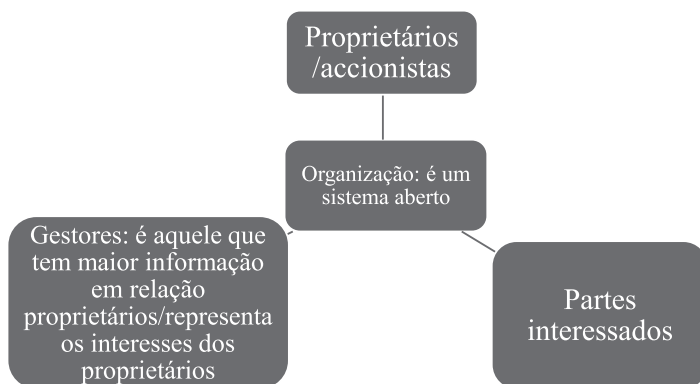 Proprietários
/accionistas
Organização: é um
sistema aberto
Gestores: é aquele que
tem maior informação
em relação
proprietários/representa
os interesses dos
proprietários
Partes
interessados